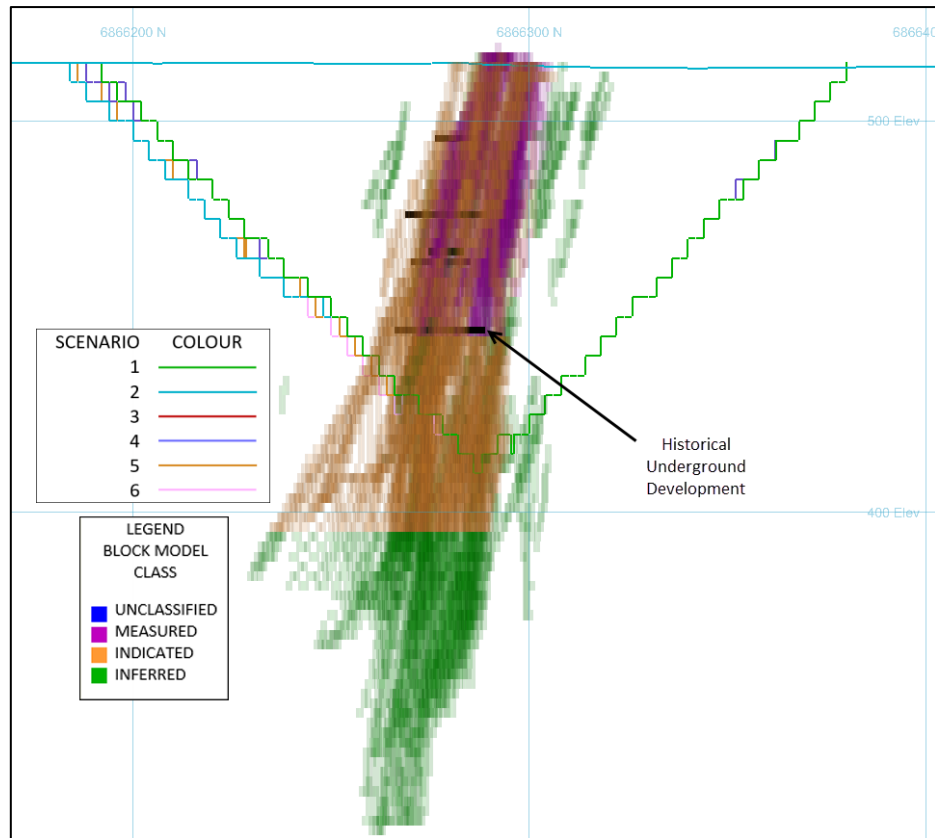 6866200 N
6866300 N
68664
500 Elev
SCENARIO COLOUR
1
2
3
4
5
6
Historical
Underground
Development
400 Elev
LEGEND
BLOCK MODEL
CLASS
UNCLASSIFIED
MEASURED
INDICATED
INFERRED